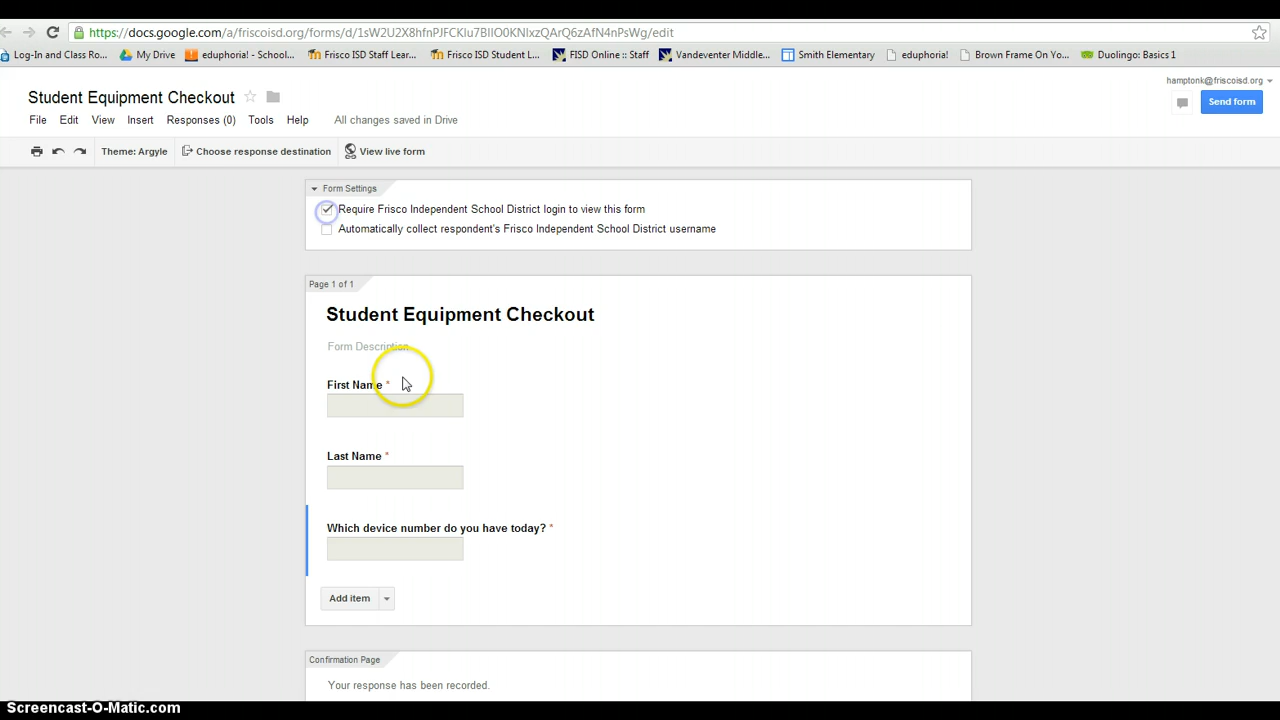 https://docs.google.com/a/friscoisd.org/forms/d/1sW2U2X8hfnPJFCKlu7BIIO0KNlxzQArQ6zAfN4nPsWg/edit
Log-In and Class Ro... My Drive eduphoria! - School... Frisco ISD Staff Lear... Frisco ISD Student L... FISD Online :: Staff Vandeventer Middle... Smith Elementary eduphoria! Brown Frame On Yo... Duolingo: Basics 1
hamptonk@friscoisd.org
Student Equipment Checkout
Send form
File Edit View Insert Responses (0) Tools Help All changes saved in Drive
Theme: Argyle Choose response destination View live form
Form Settings
Require Frisco Independent School District login to view this form
Automatically collect respondent's Frisco Independent School District username
Page 1 of 1
Student Equipment Checkout
Form Description
First Name *
Last Name *
Which device number do you have today? *
Add item
Confirmation Page
Your response has been recorded.
Screencast-O-Matic.com